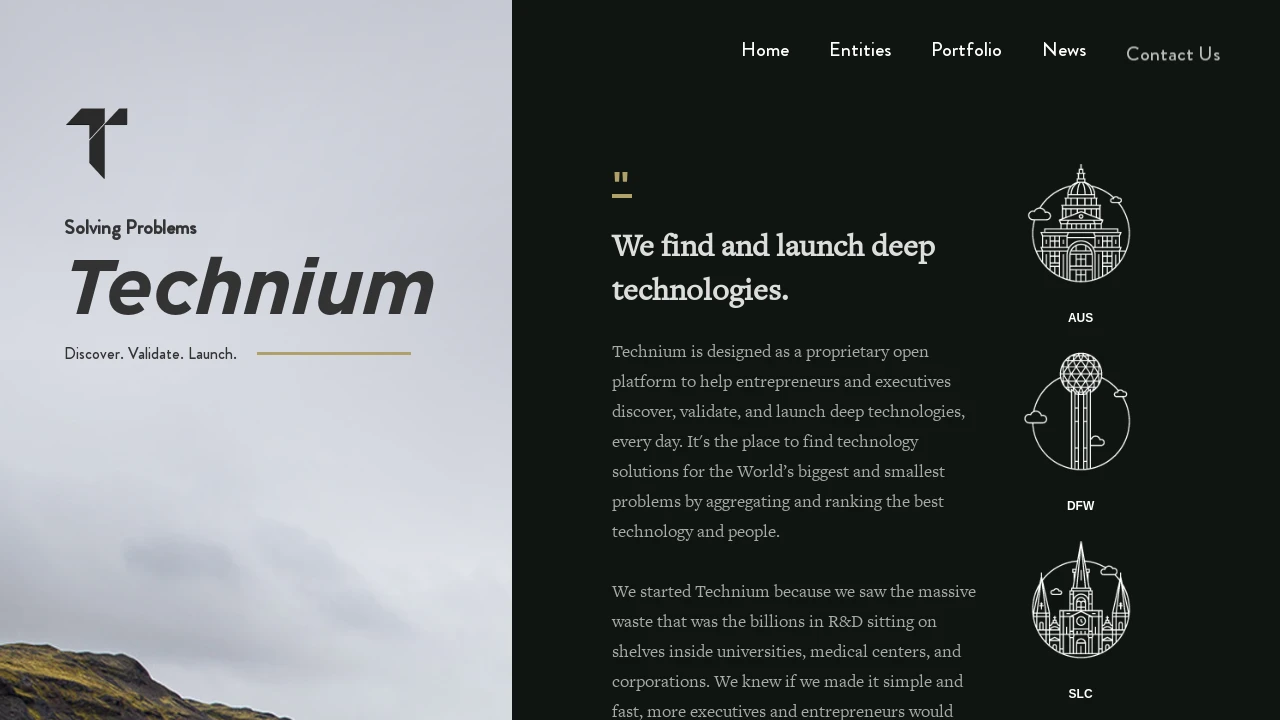 Home Entities Portfolio News Contact Us
Solving Problems
Technium
Discover. Validate. Launch.
"
We find and launch deep
technologies.
Technium is designed as a proprietary open
platform to help entrepreneurs and executives
discover, validate, and launch deep technologies,
every day. It's the place to find technology
solutions for the World’s biggest and smallest
problems by aggregating and ranking the best
technology and people.
We started Technium because we saw the massive
waste that was the billions in R&D sitting on
shelves inside universities, medical centers, and
corporations. We knew if we made it simple and
fast, more executives and entrepreneurs would
AUS
DFW
SLC